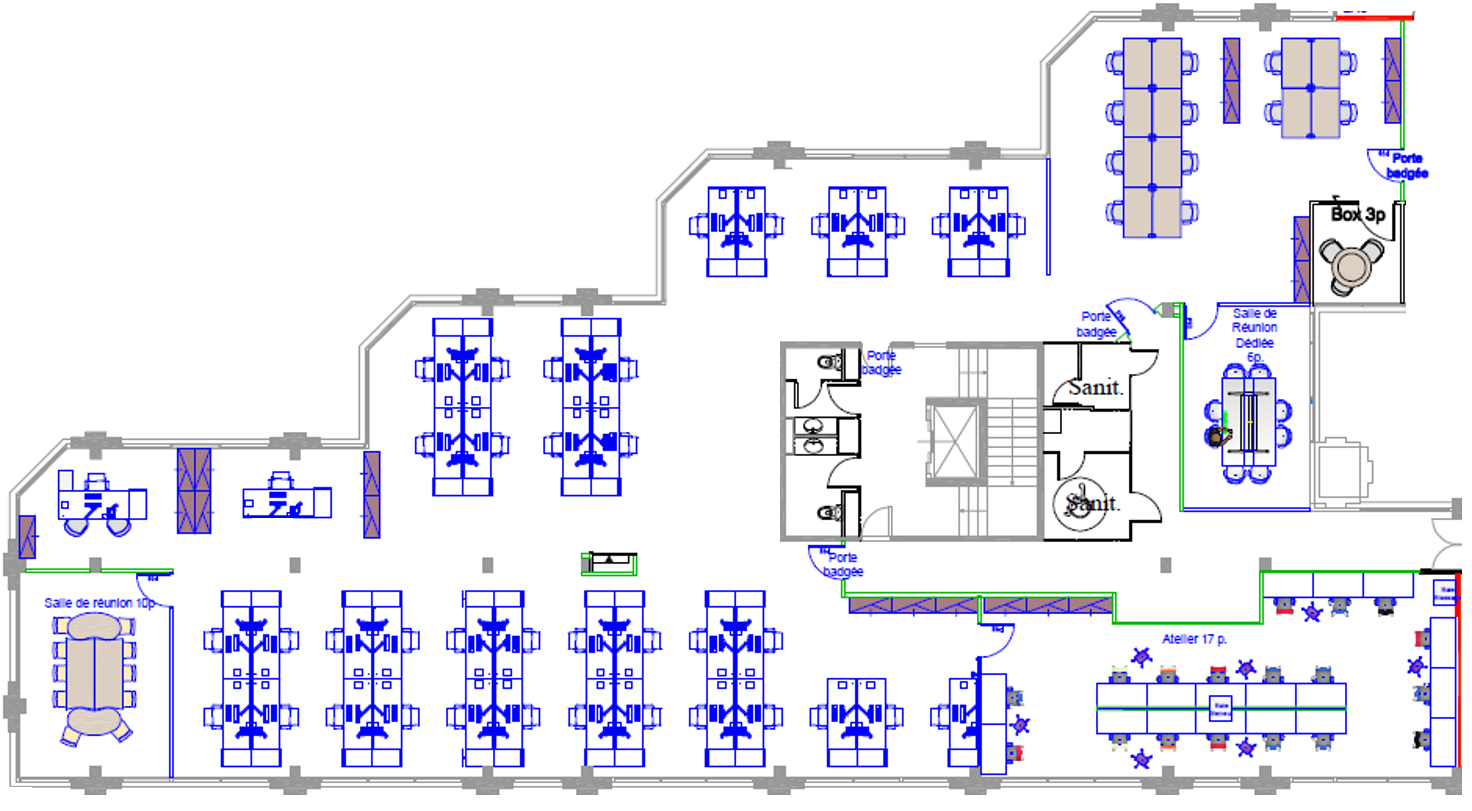 Porte
badgée
Box 3p
Salle de
Réunion
Dédiée
6p.
Porte
badgée
Porte
badgée
Sanit.
Sanit.
Porte
badgée
Salle de réunion 10p
Atelier 17 p.